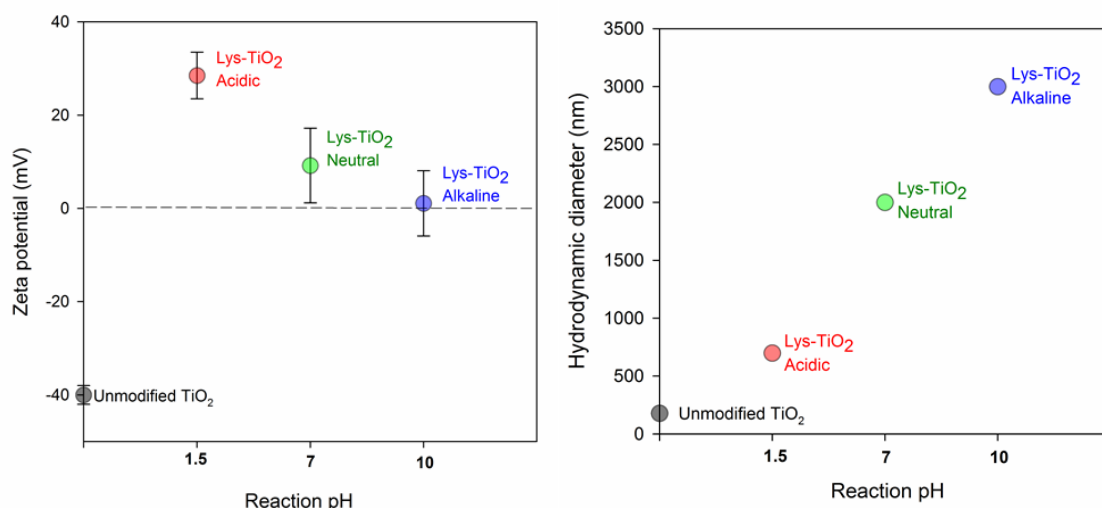 Zeta potential (mV)
40
20
0
-20
-40
Lys-TiO2
Acidic
Lys-TiO2
Neutral
Lys-TiO2
Alkaline
Unmodified TiO2
1.5
7
10
Reaction pH
Hydrodynamic diameter (nm)
3500
3000
2500
2000
1500
1000
500
0
Lys-TiO2
Alkaline
Lys-TiO2
Neutral
Lys-TiO2
Acidic
Unmodified TiO2
1.5
7
10
Reaction pH